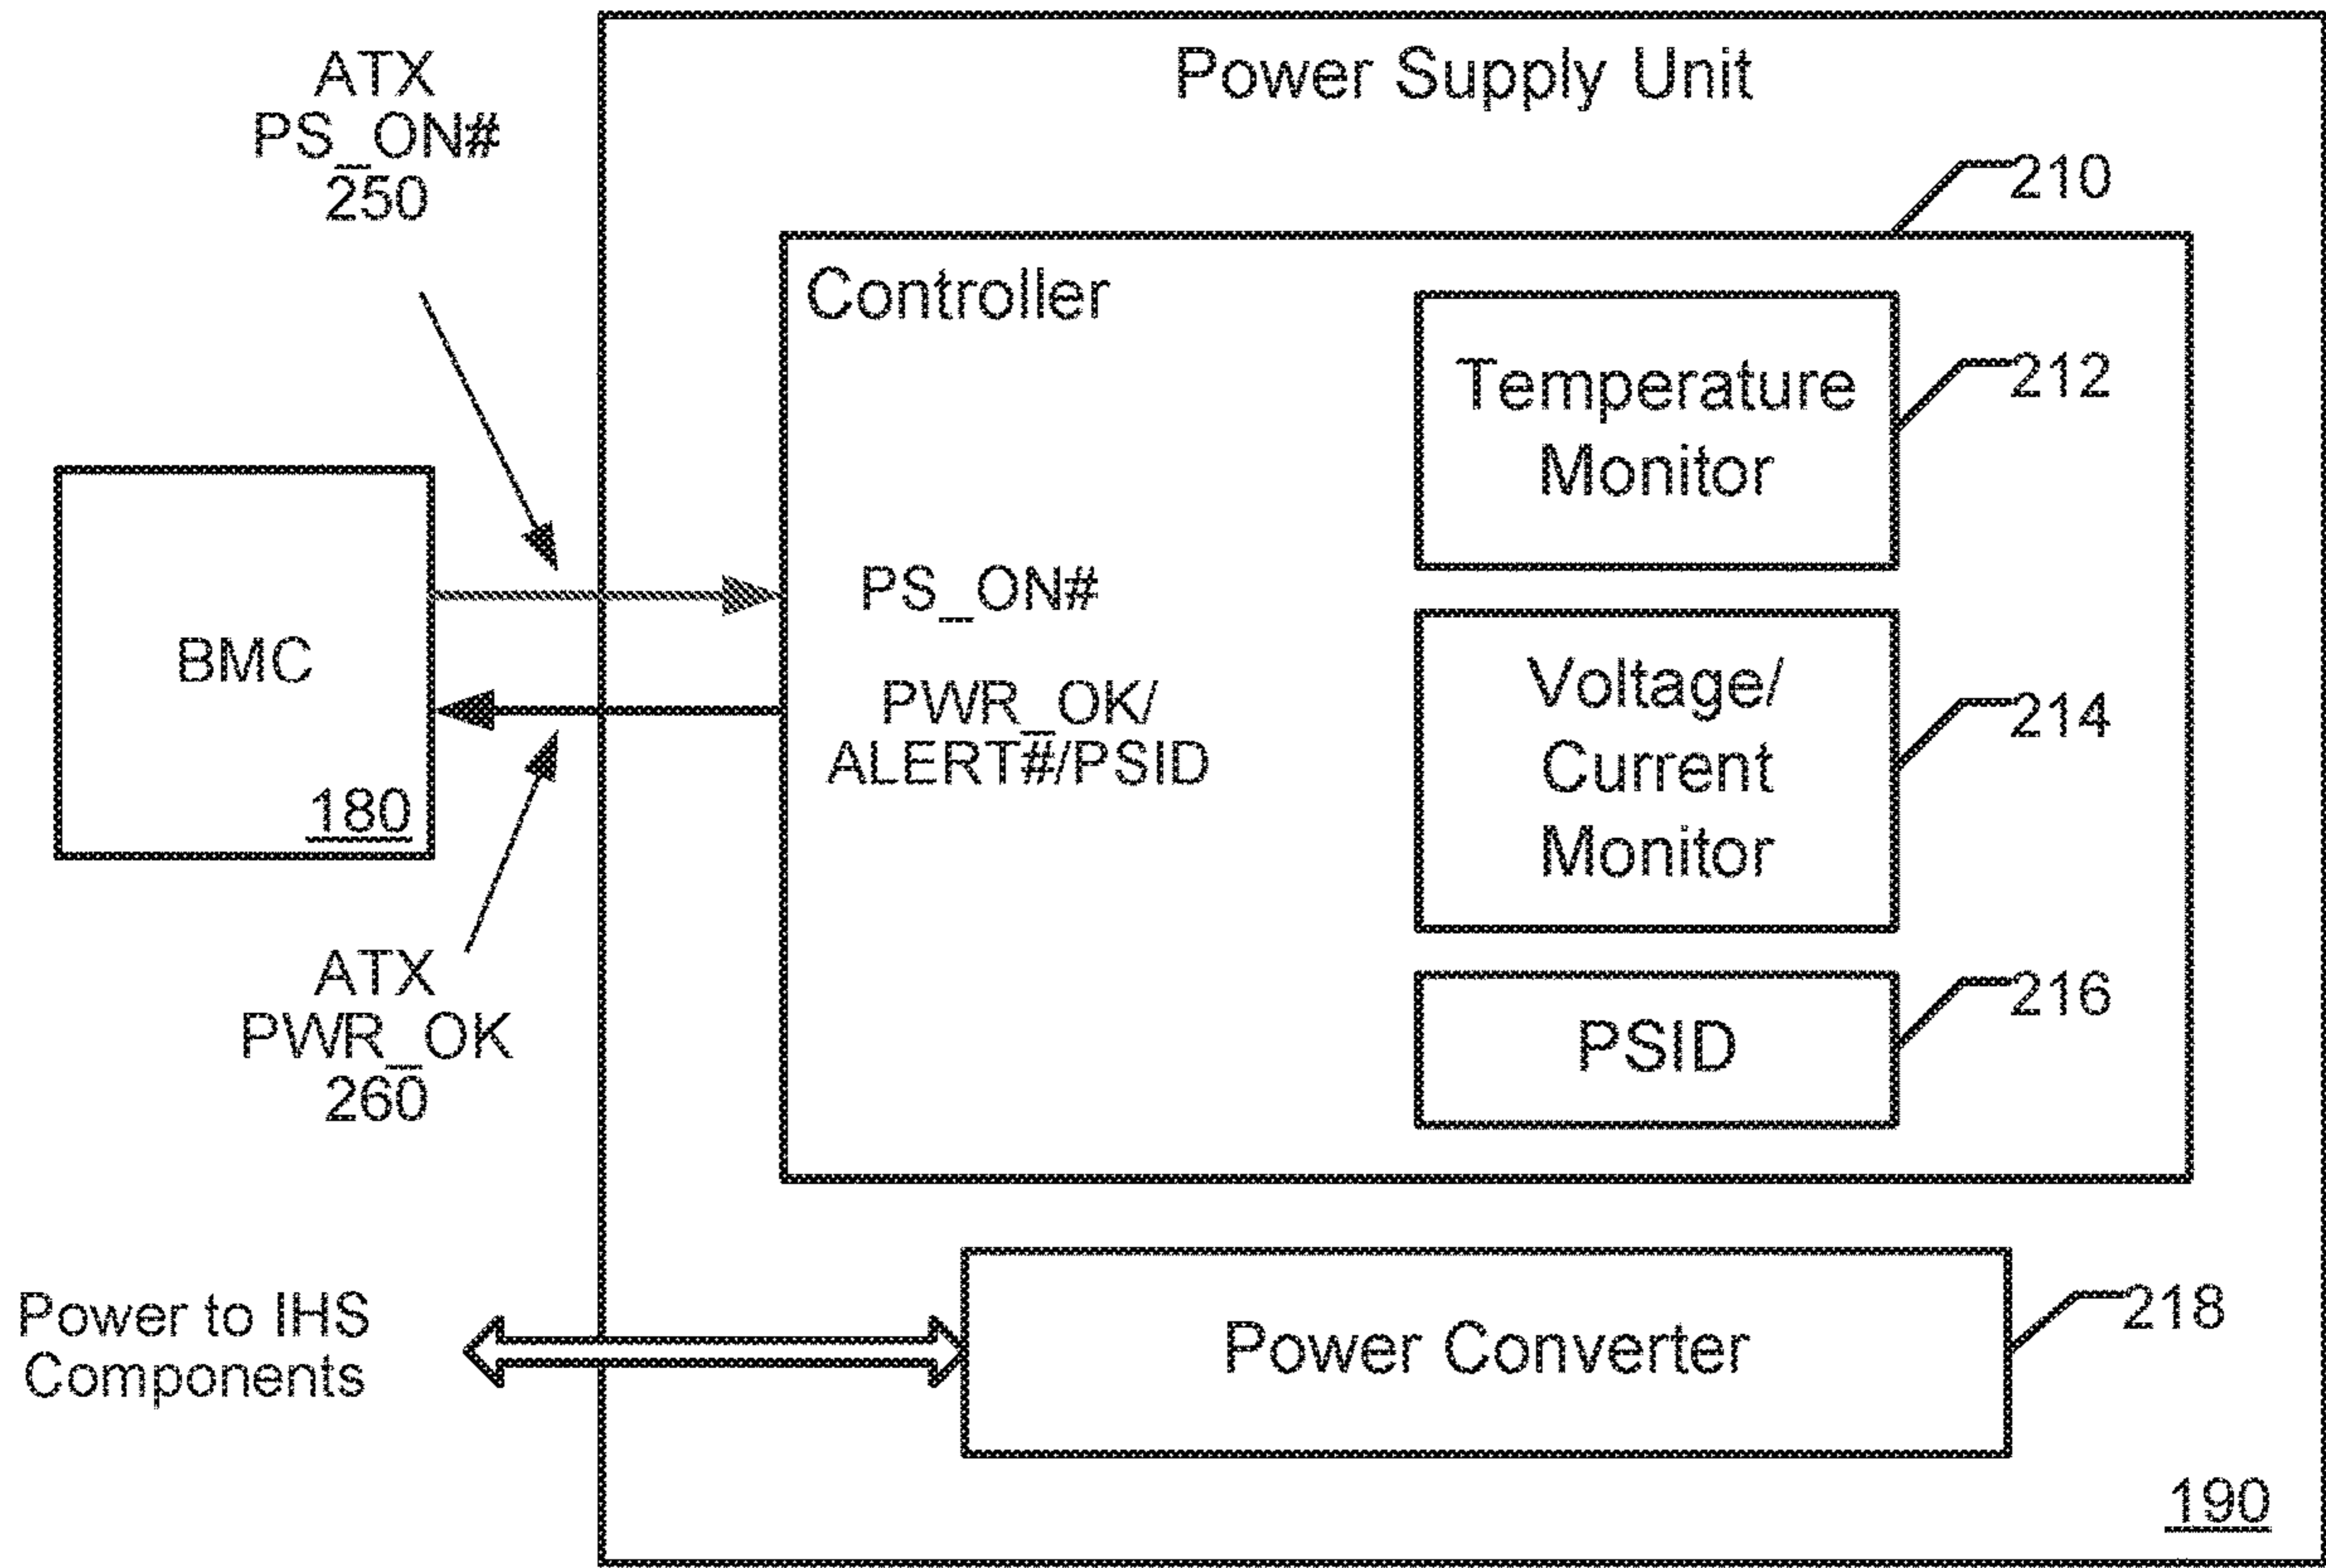 ATX
PS_ON#
250
Power Supply Unit
210
Controller
Temperature
Monitor
212
BMC
180
PS_ON#
PWR_OK/
ALERT#/PSID
Voltage/
Current
Monitor
214
ATX
PWR_OK
260
PSID
216
Power to IHS
Components
Power Converter
218
190